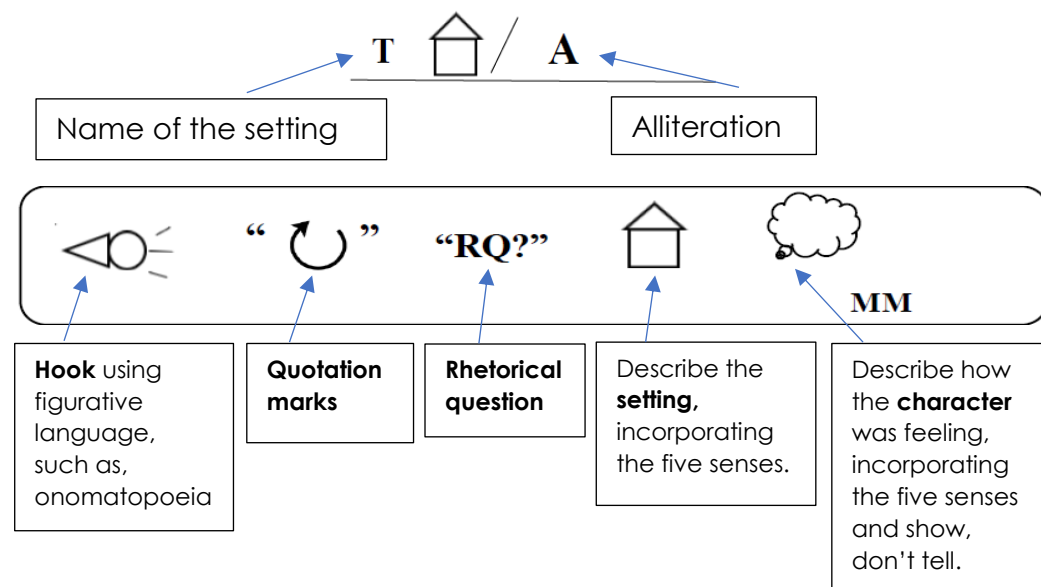 T / A
Name of the setting
Alliteration
“ ”
“RQ?”
MM
Hook using
figurative
language,
such as,
onomatopoeia
Quotation
marks
Rhetorical
question
Describe the
setting,
incorporating
the five senses.
Describe how
the character
was feeling,
incorporating
the five senses
and show,
don’t tell.